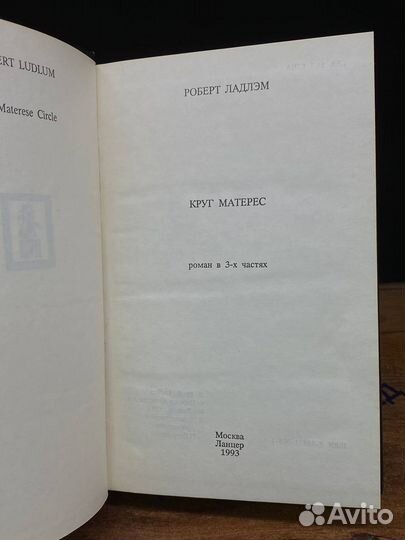 ERT LUDLUM
Materese Circle
РОБЕРТ ЛАДЛЭМ
КРУГ МАТЕРЕС
роман в 3-х частях
Москва
Ланцер
1993
Avito